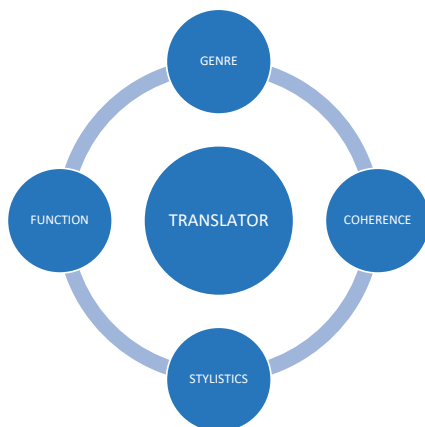 GENRE
FUNCTION
TRANSLATOR
COHERENCE
STYLISTICS